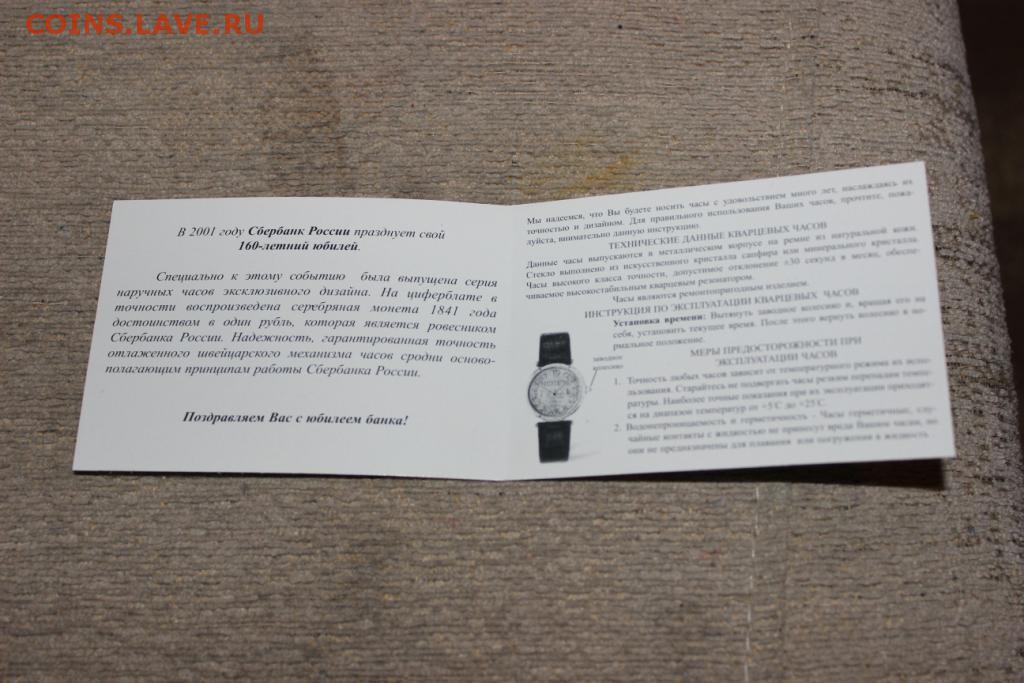 COINS.LAVE.RU
В 2001 году Сбербанк России празднует свой
160-летний юбилей.
Специально к этому событию была выпущена серия
наручных часов эксклюзивного дизайна. На циферблате в
точности воспроизведена серебряная монета 1841 года
достоинством в один рубль, которая является ровесником
Сбербанка России. Надежность, гарантированная точность
отлаженного швейцарского механизма часов сродни осново-
полагающим принципам работы Сбербанка России.
Поздравляем Вас с юбилеем банка!
Мы надеемся, что Вы будете носить часы с удовольствием много лет, наслаждаясь их
точностью и дизайном. Для правильного использования Ваших часов, прочтите, пожа-
луйста, внимательно данную инструкцию.
ТЕХНИЧЕСКИЕ ДАННЫЕ КВАРЦЕВЫХ ЧАСОВ
Данные часы выпускаются в металлическом корпусе на ремне из натуральной кожи.
Стекло выполнено из искусственного кристалла сапфира или минерального кристалла.
Часы высокого класса точности, допустимое отклонение ±30 секунд в месяц, обеспе-
чиваемое высокостабильным кварцевым резонатором.
Часы являются ремонтопригодным изделием.
ИНСТРУКЦИЯ ПО ЭКСПЛУАТАЦИИ КВАРЦЕВЫХ ЧАСОВ
Установка времени: Вытянуть заводное колесико и, вращая его на
себя, установить текущее время. После этого вернуть колесико в но-
рмальное положение.
заводное
колесико
МЕРЫ ПРЕДОСТОРОЖНОСТИ ПРИ
ЭКСПЛУАТАЦИИ ЧАСОВ
1. Точность любых часов зависит от температурного режима их испо-
льзования. Старайтесь не подвергать часы резким перепадам темпе-
ратуры. Наиболее точные показания при их эксплуатации приходят-
ся на диапазон температур от +5°С до +25°С.
2. Водонепроницаемость и герметичность - Часы герметичные, слу-
чайные контакты с жидкостью не принесут вреда Вашим часам, но
они не предназначены для плавания или погружения в жидкость